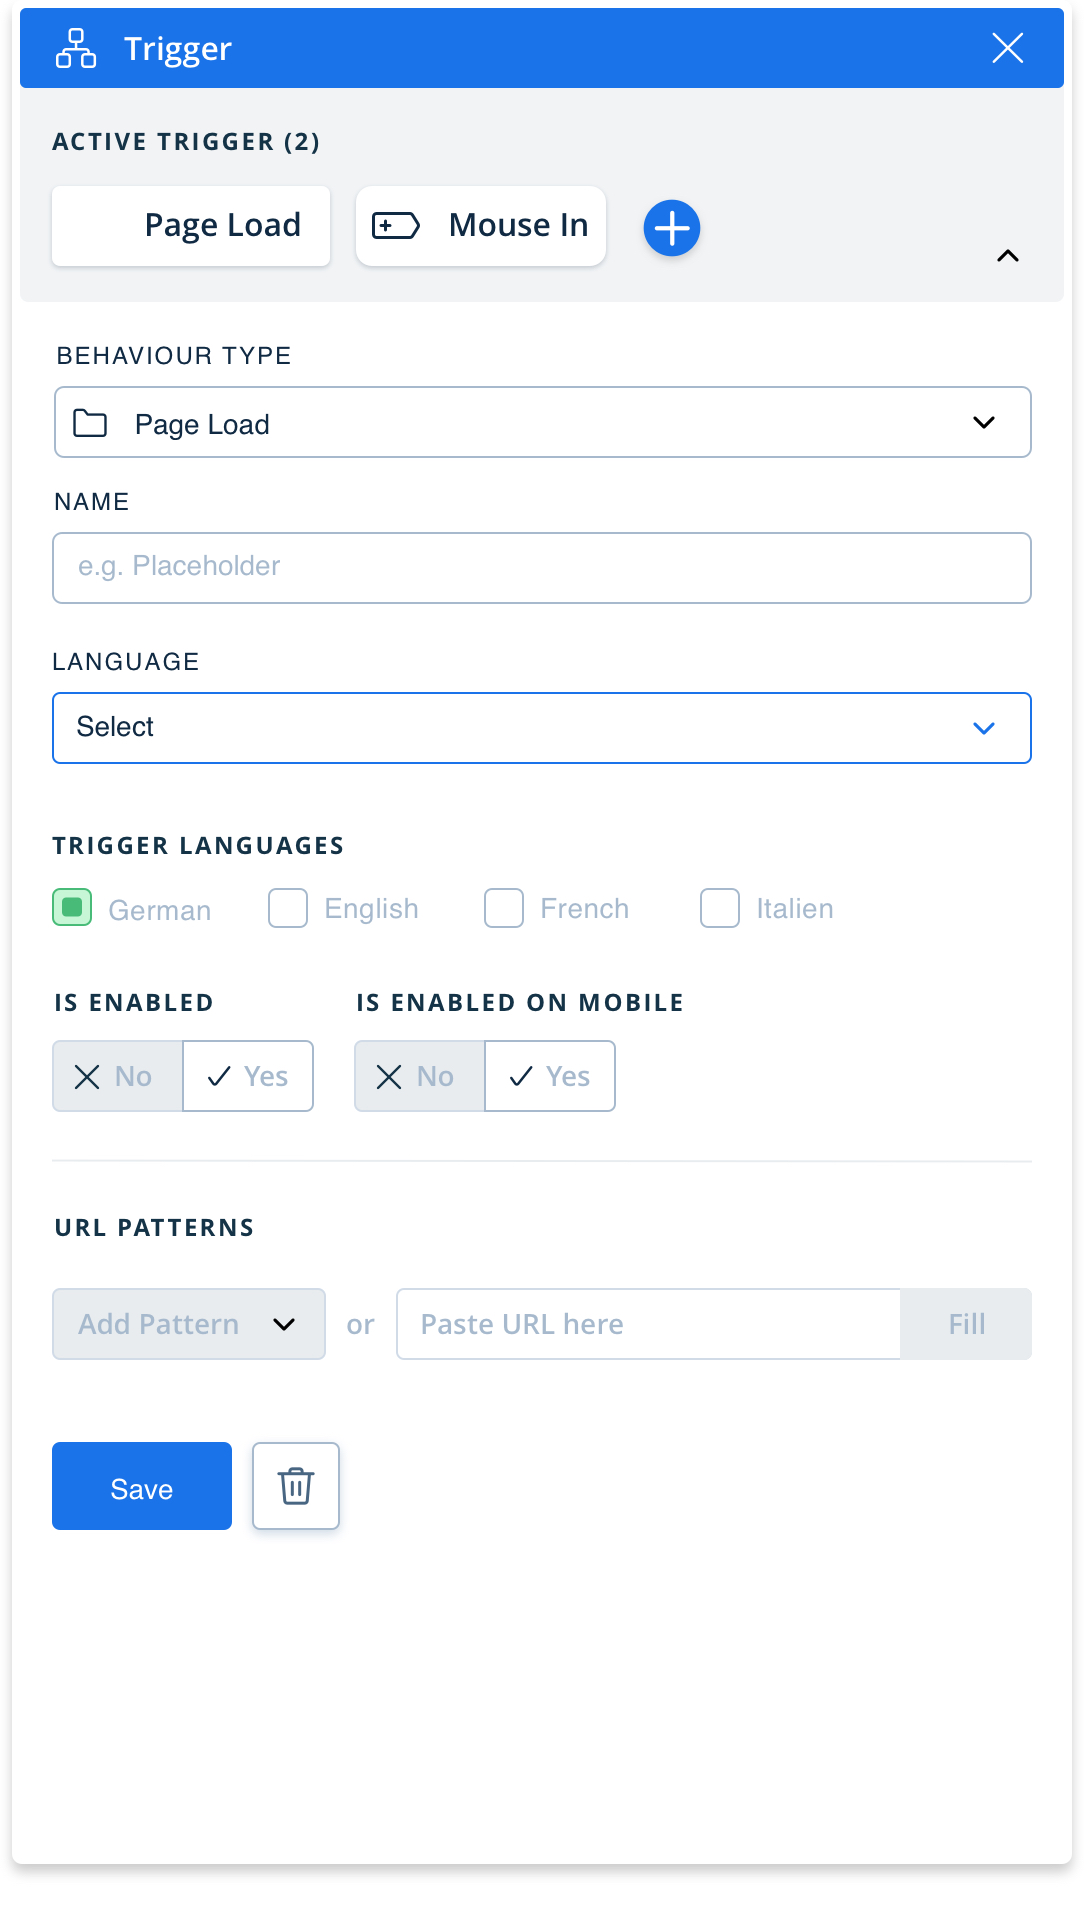 Trigger
ACTIVE TRIGGER (2)
Page Load Mouse In
BEHAVIOUR TYPE
Page Load
NAME
e.g. Placeholder
LANGUAGE
Select
TRIGGER LANGUAGES
German English French Italien
IS ENABLED IS ENABLED ON MOBILE
No Yes No Yes
URL PATTERNS
Add Pattern or Paste URL here Fill
Save